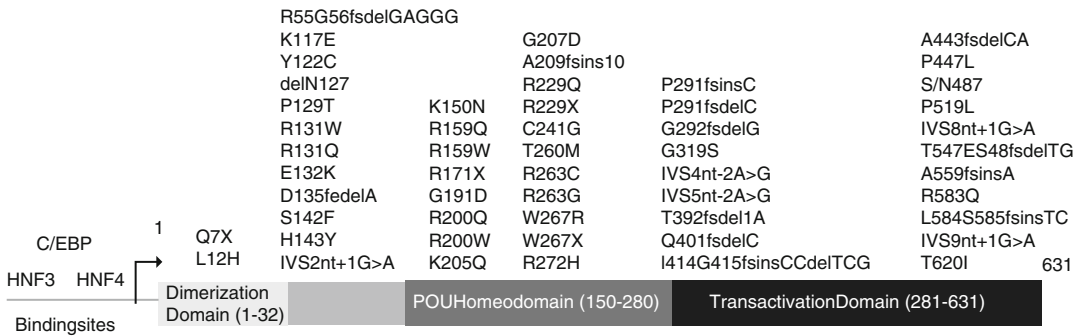 R55G56fsdelGAGGG
K117E
Y122C
delN127
P129T
R131W
R131Q
E132K
D135fedelA
S142F
H143Y
IVS2nt+1G>A
K150N
R159Q
R159W
R171X
G191D
R200Q
R200W
K205Q
G207D
A209fsins10
R229Q
R229X
C241G
T260M
R263C
R263G
W267R
W267X
R272H
P291fsinsC
P291fsdelC
G292fsdelG
G319S
IVS4nt-2A>G
IVS5nt-2A>G
T392fsdel1A
Q401fsdelC
I414G415fsinsCCdelTCG
A443fsdelCA
P447L
S/N487
P519L
IVS8nt+1G>A
T547ES48fsdelTG
A559fsinsA
R583Q
L584S585fsinsTC
IVS9nt+1G>A
T620I
631
1
Q7X
L12H
C/EBP
HNF3 HNF4
Bindingsites
Dimerization
Domain (1-32)
POUHomeodomain (150-280)
TransactivationDomain (281-631)